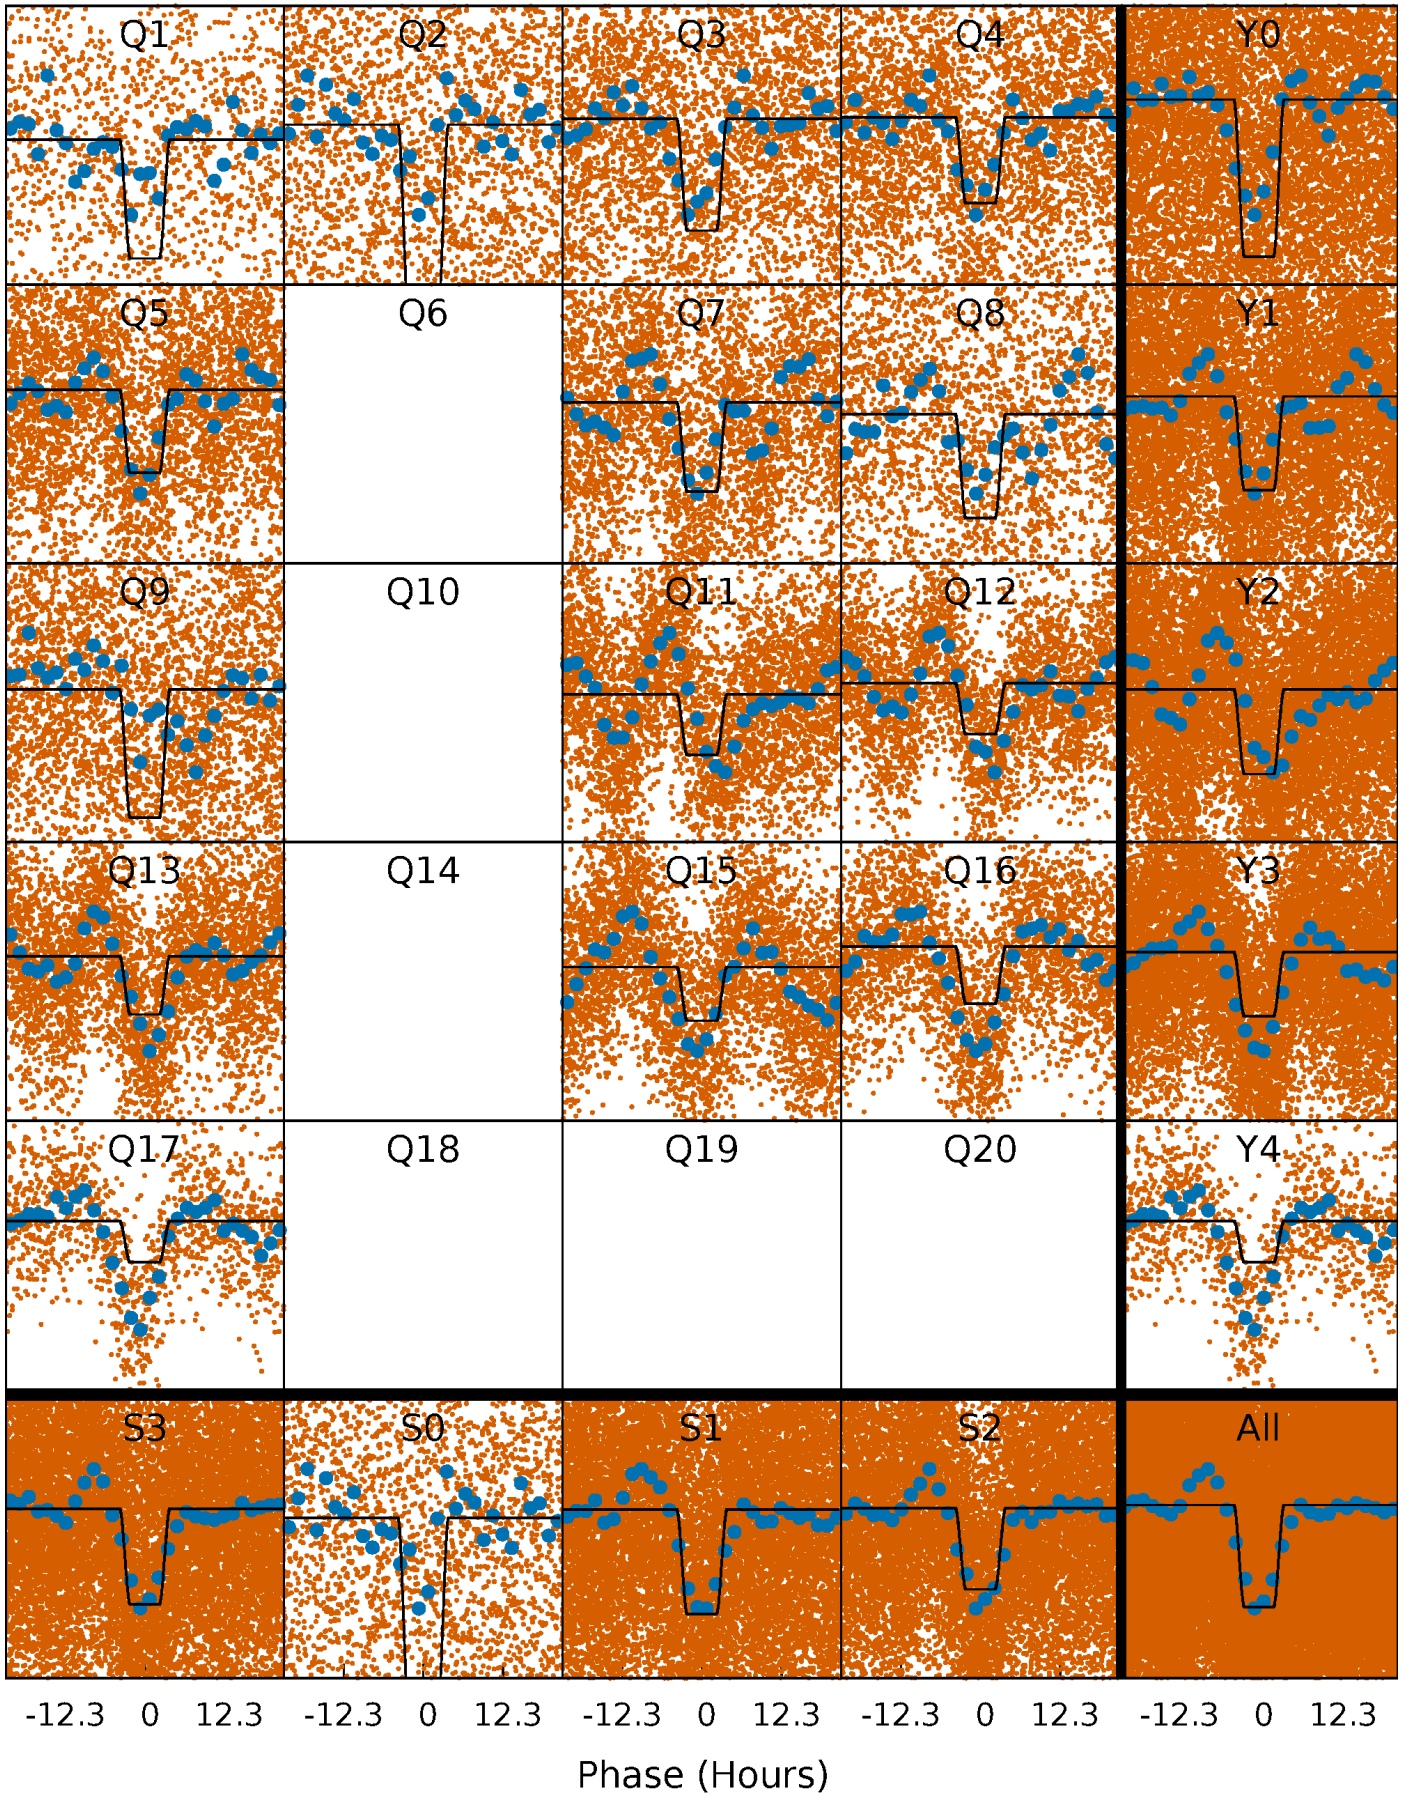 Q1 Q2 Q3 Q4 Y0
Q5 Q6 Q7 Q8 Y1
Q9 Q10 Q11 Q12 Y2
Q13 Q14 Q15 Q16 Y3
Q17 Q18 Q19 Q20 Y4
S3 S0 S1 S2 All
-12.3 0 12.3 -12.3 0 12.3 -12.3 0 12.3 -12.3 0 12.3 -12.3 0 12.3
Phase (Hours)